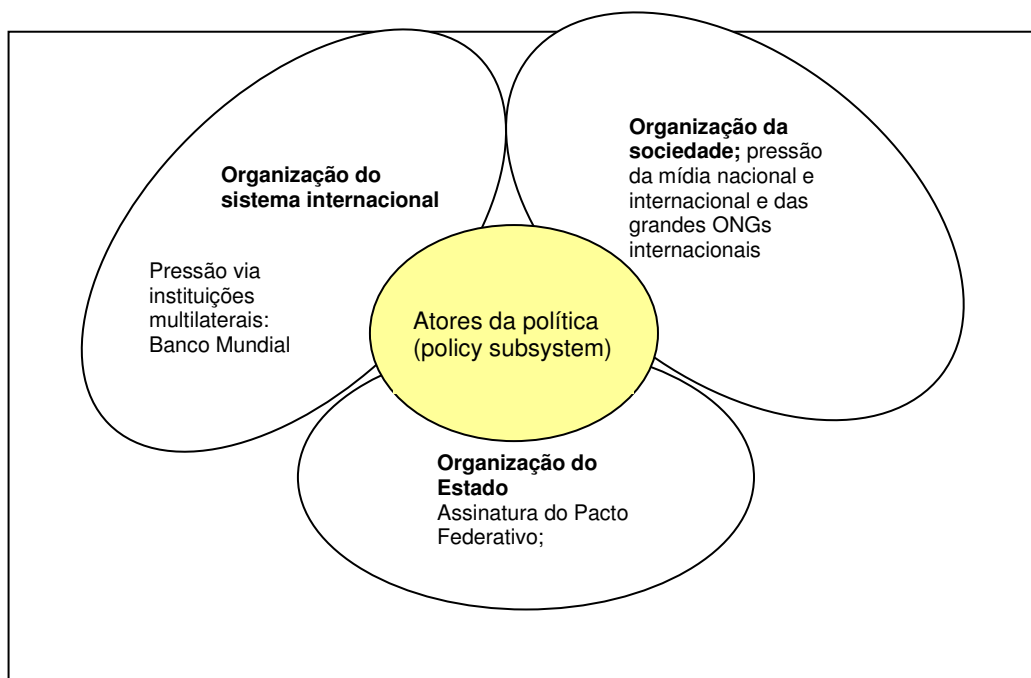 Organização do
sistema internacional
Pressão via
instituições
multilaterais:
Banco Mundial
Organização da
sociedade; pressão
da mídia nacional e
internacional e das
grandes ONGs
internacionais
Atores da política
(policy subsystem)
Organização do
Estado
Assinatura do Pacto
Federativo;